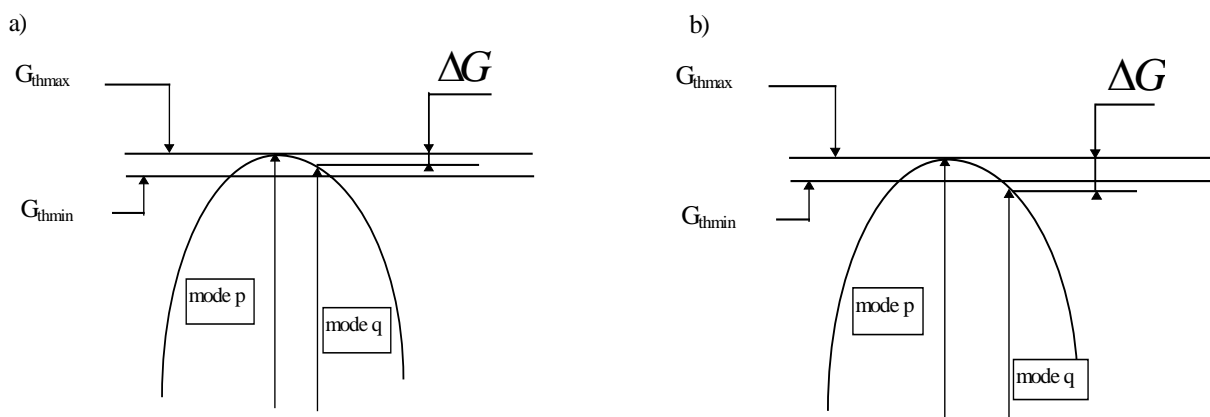 a)
G_thmax
ΔG
G_thmin
mode p
mode q
b)
G_thmax
ΔG
G_thmin
mode p
mode q